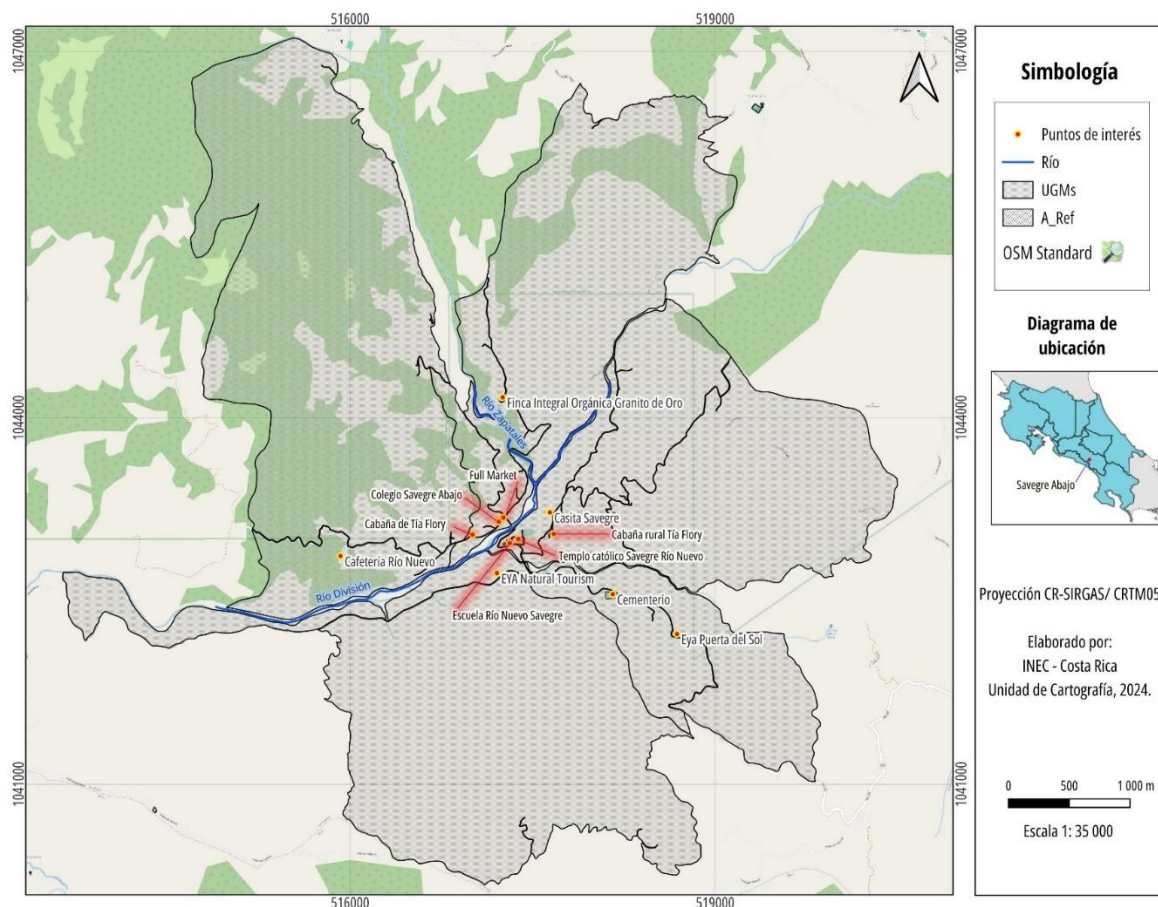 516000
519000
1047000
1047000
Finca Integral Orgánica Granito de Oro
1044000
1044000
Río Zapatales
Full Market
Colegio Savegre Abajo
Casita Savegre
Cabaña de Tía Flory
Cabaña rural Tía Flory
Templo católico Savegre Río Nuevo
Cafetería Río Nuevo
EYA Natural Tourism
Río División
Cementerio
Escuela Río Nuevo Savegre
Eya Puerta del Sol
1041000
1041000
516000
519000
Simbología
Puntos de interés
Río
UGMs
A_Ref
OSM Standard
Diagrama de
ubicación
Savegre Abajo
Proyección CR-SIRGAS/ CRTM05
Elaborado por:
INEC - Costa Rica
Unidad de Cartografía, 2024.
0 500 1 000 m
Escala 1: 35 000